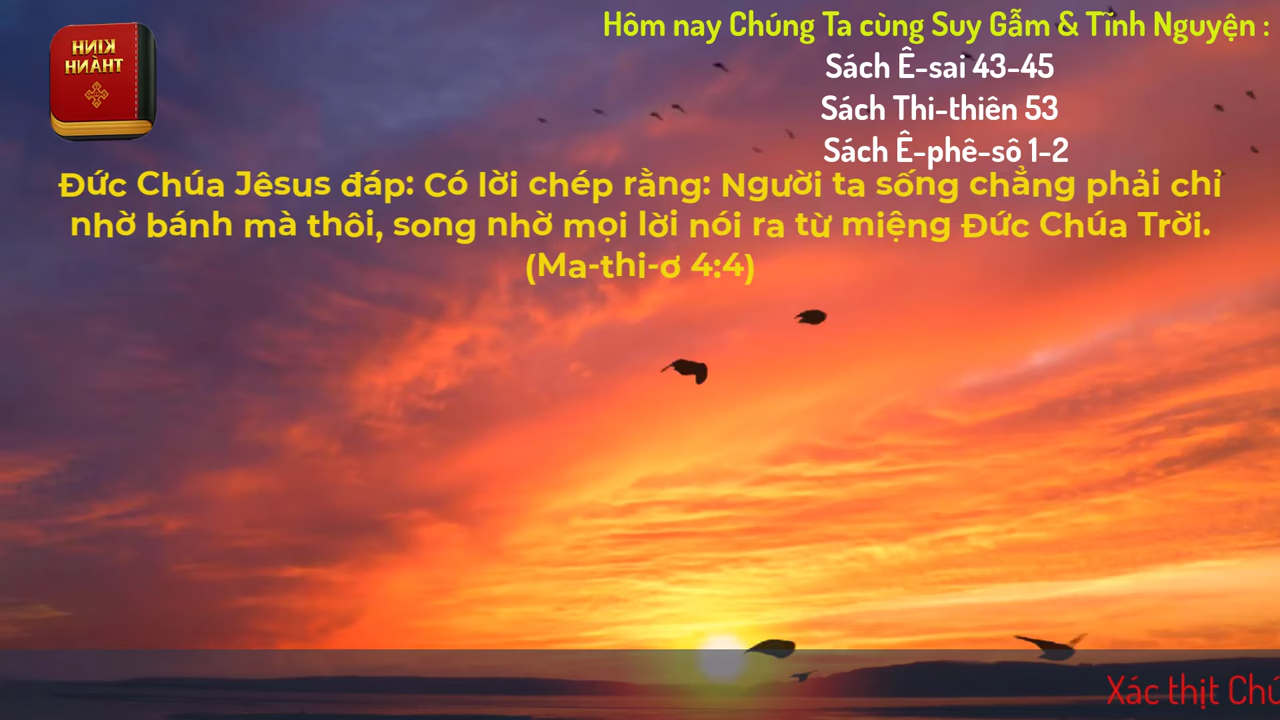 KINH
THÀNH
Hôm nay Chúng Ta cùng Suy Gẫm & Tĩnh Nguyện :
Sách Ê-sai 43-45
Sách Thi-thiên 53
Sách Ê-phê-sô 1-2
Đức Chúa Jêsus đáp: Có lời chép rằng: Người ta sống chẳng phải chỉ
nhờ bánh mà thôi, song nhờ mọi lời nói ra từ miệng Đức Chúa Trời.
(Ma-thi-ơ 4:4)
Xác thịt